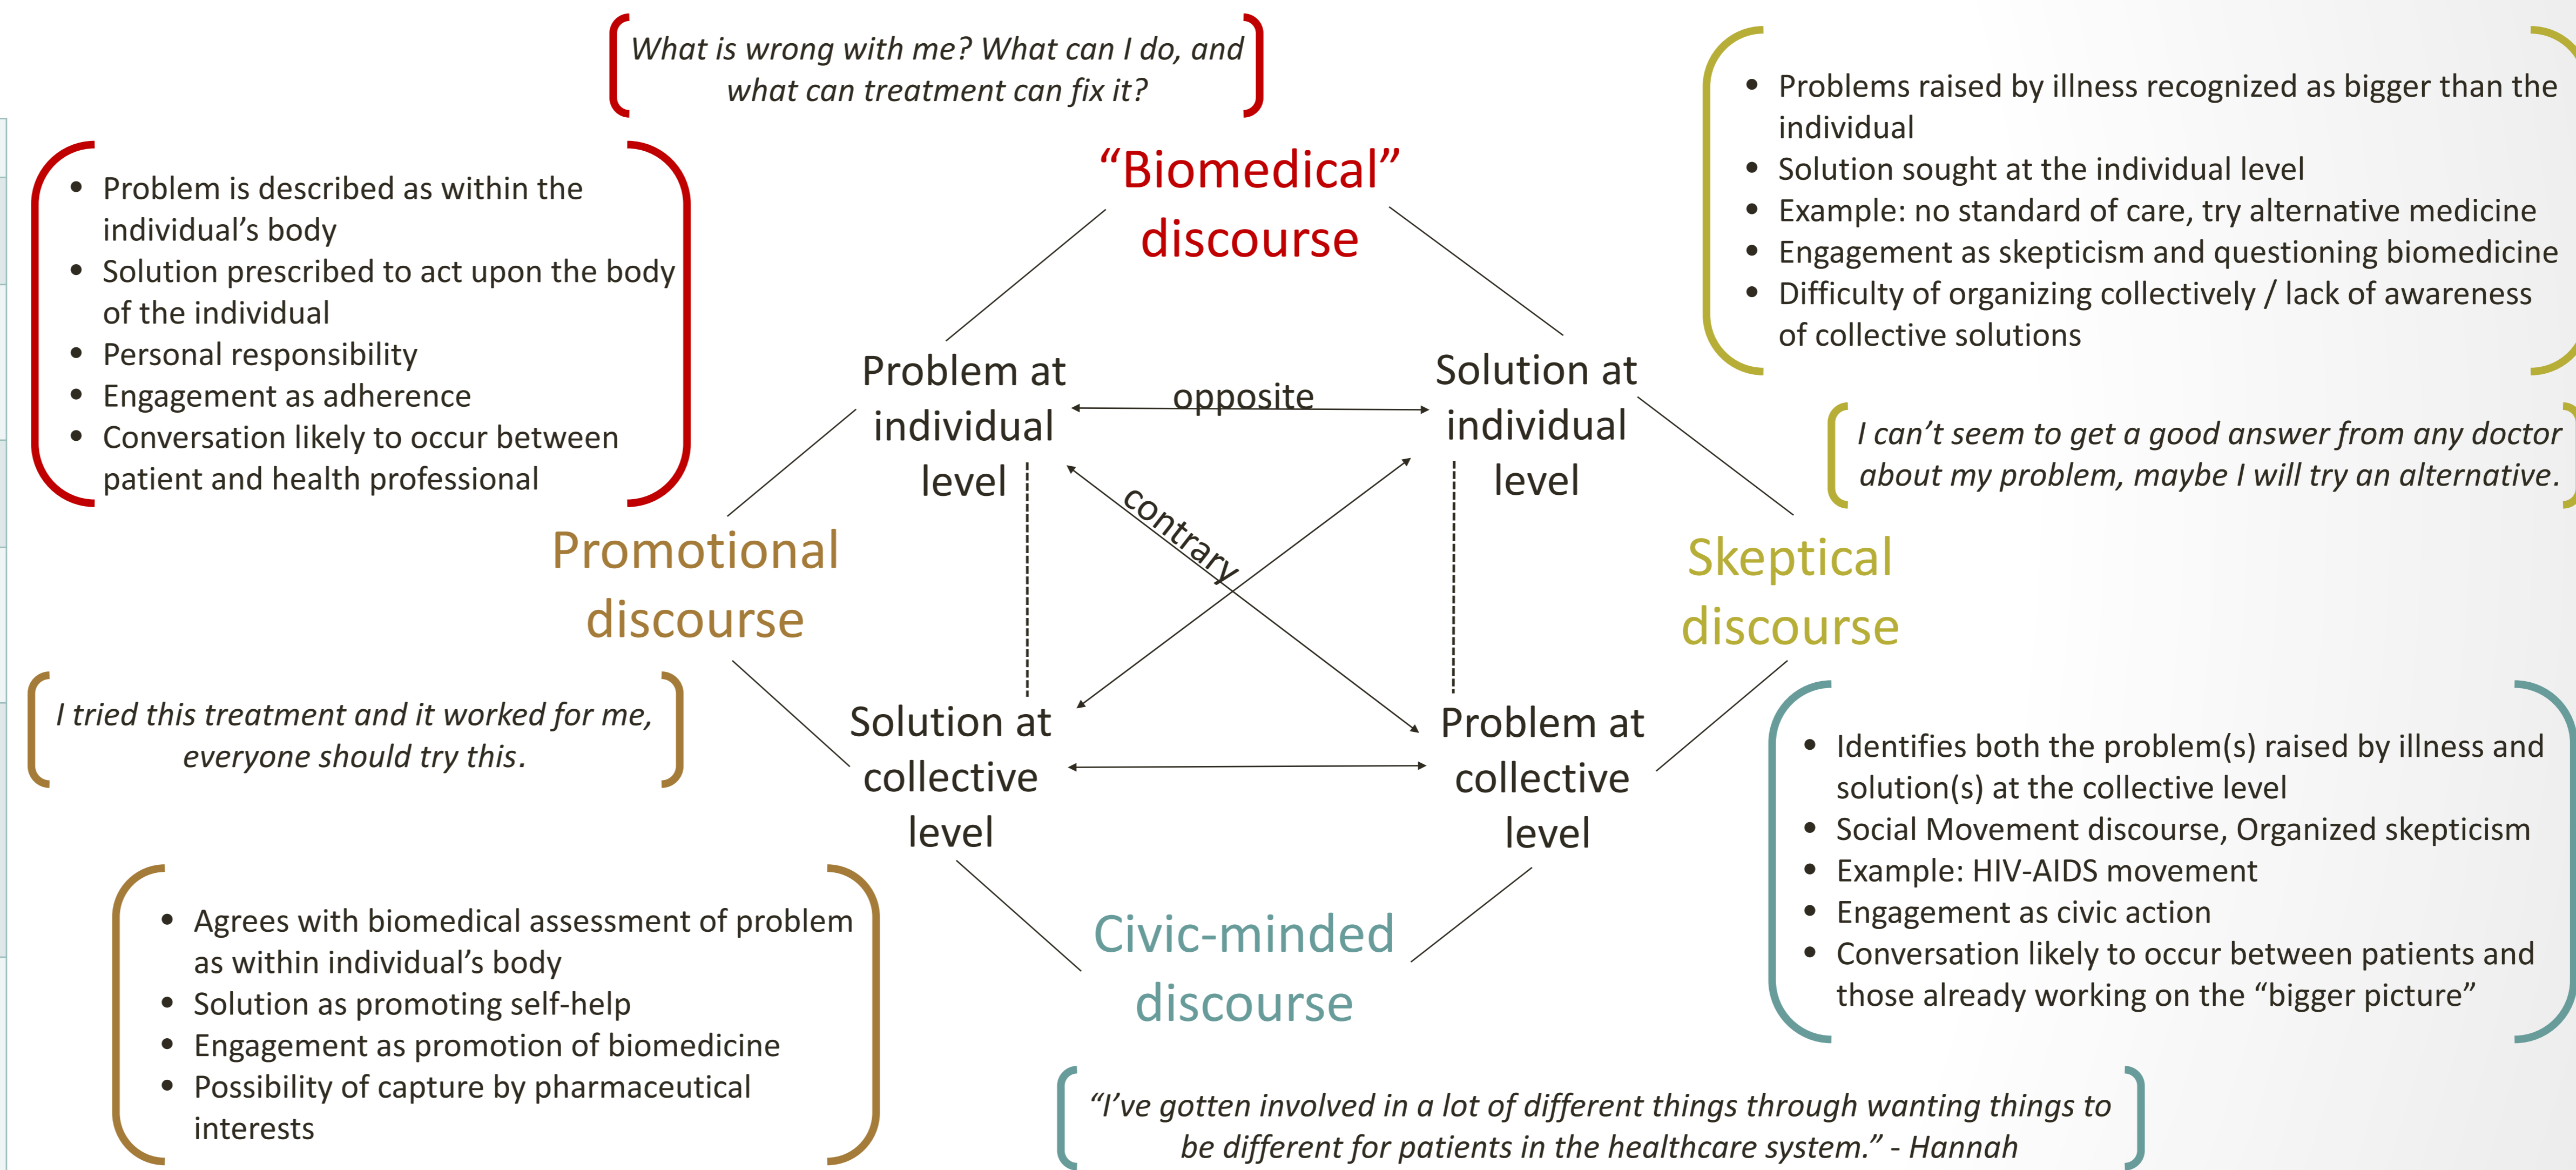 What is wrong with me? What can I do, and
what can treatment can fix it?
• Problem is described as within the
individual's body
• Solution prescribed to act upon the body
of the individual
• Personal responsibility
• Engagement as adherence
• Conversation likely to occur between
patient and health professional
“Biomedical”
discourse
• Problems raised by illness recognized as bigger than the
individual
• Solution sought at the individual level
• Example: no standard of care, try alternative medicine
• Engagement as skepticism and questioning biomedicine
• Difficulty of organizing collectively / lack of awareness
of collective solutions
Problem at
individual
level
opposite
Solution at
individual
level
I can't seem to get a good answer from any doctor
about my problem, maybe I will try an alternative.
contrary
Promotional
discourse
Skeptical
discourse
I tried this treatment and it worked for me,
everyone should try this.
Solution at
collective
level
Problem at
collective
level
• Identifies both the problem(s) raised by illness and
solution(s) at the collective level
• Social Movement discourse, Organized skepticism
• Example: HIV-AIDS movement
• Engagement as civic action
• Conversation likely to occur between patients and
those already working on the “bigger picture”
• Agrees with biomedical assessment of problem
as within individual's body
• Solution as promoting self-help
• Engagement as promotion of biomedicine
• Possibility of capture by pharmaceutical
interests
Civic-minded
discourse
“I've gotten involved in a lot of different things through wanting things to
be different for patients in the healthcare system.” - Hannah